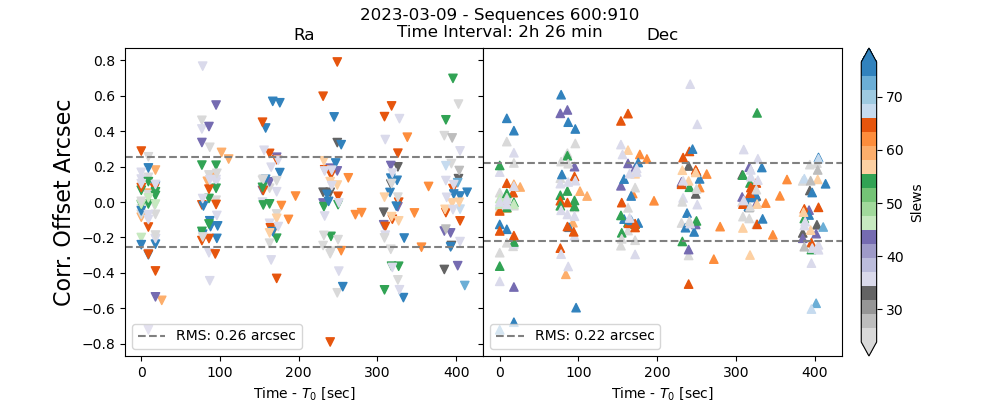 2023-03-09 - Sequences 600:910
Time Interval: 2h 26 min
Ra
Dec
Corr. Offset Arcsec
0.8
0.6
0.4
0.2
0.0
−0.2
−0.4
−0.6
−0.8
RMS: 0.26 arcsec
RMS: 0.22 arcsec
0 100 200 300 400
0 100 200 300 400
Time - T0 [sec]
Time - T0 [sec]
70
60
50
40
30
Slews